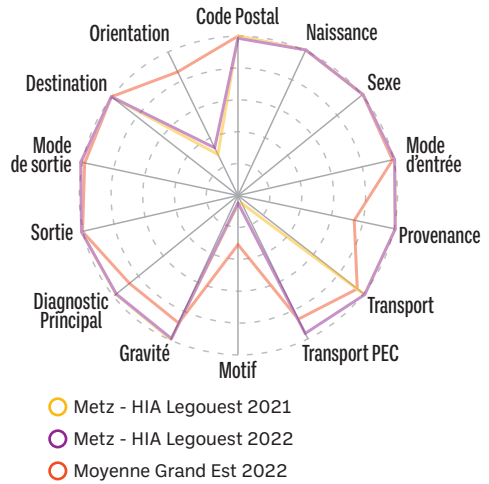 Code Postal
Naissance
Sexe
Mode
d'entrée
Provenance
Transport
Transport PEC
Motif
Gravité
Diagnostic
Principal
Sortie
Mode
de sortie
Destination
Orientation
Metz - HIA Legouest 2021
Metz - HIA Legouest 2022
Moyenne Grand Est 2022